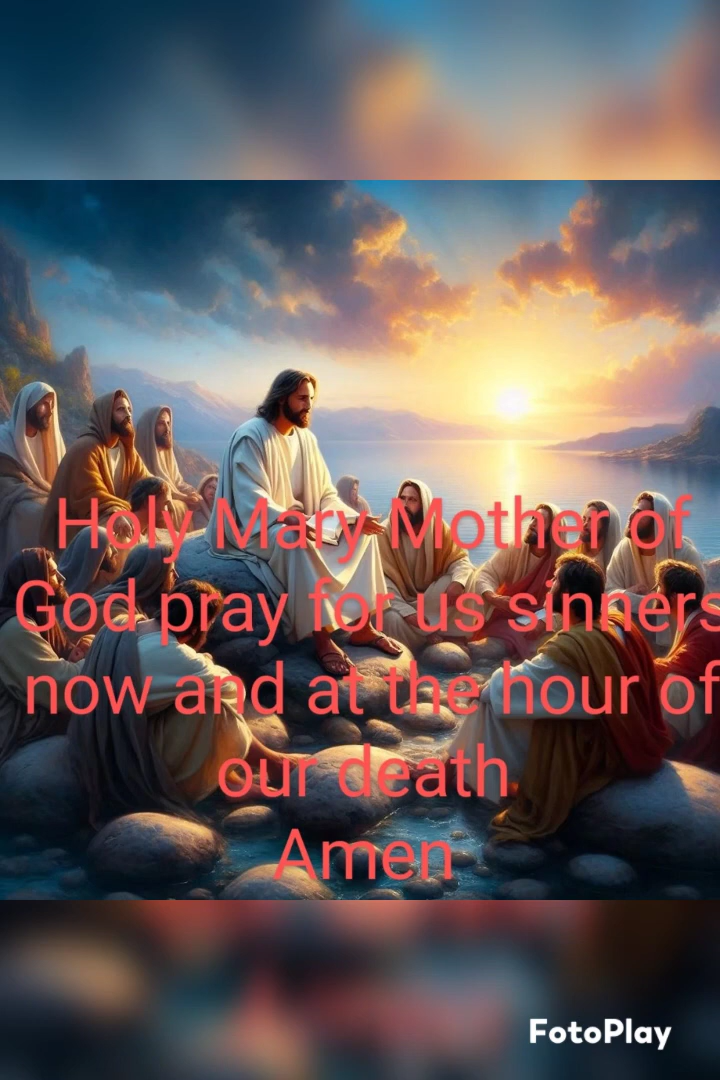 Holy Mary Mother of
God pray for us sinners
now and at the hour of
our death
Amen
FotoPlay